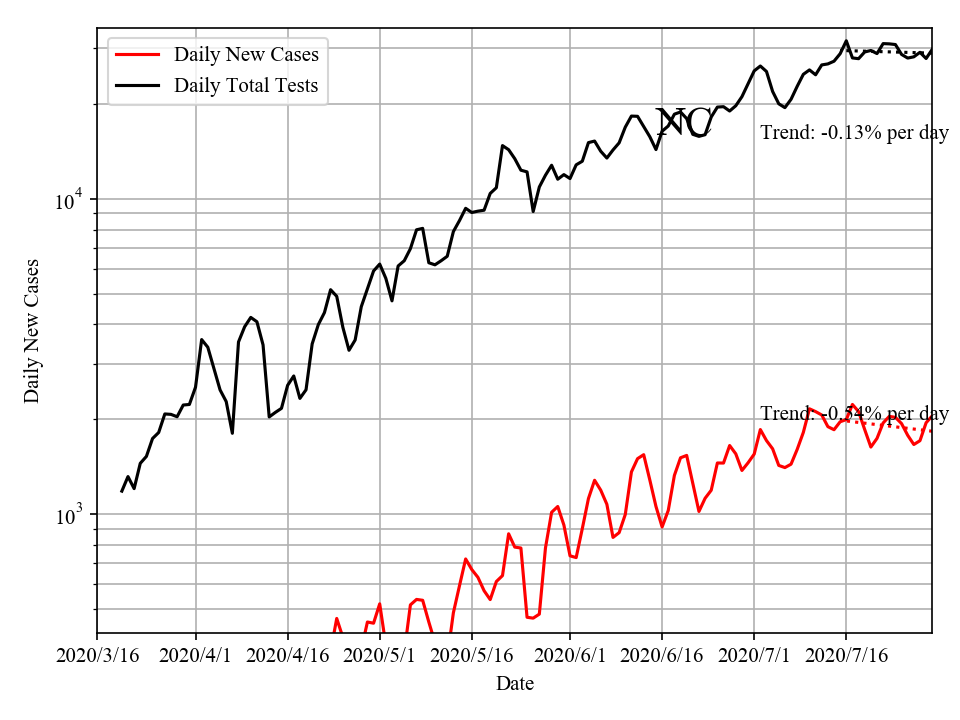 Daily New Cases
Daily Total Tests
NC
Trend: -0.13% per day
10^4
Daily New Cases
Trend: -0.54% per day
10^3
2020/3/16 2020/4/1 2020/4/16 2020/5/1 2020/5/16 2020/6/1 2020/6/16 2020/7/1 2020/7/16
Date